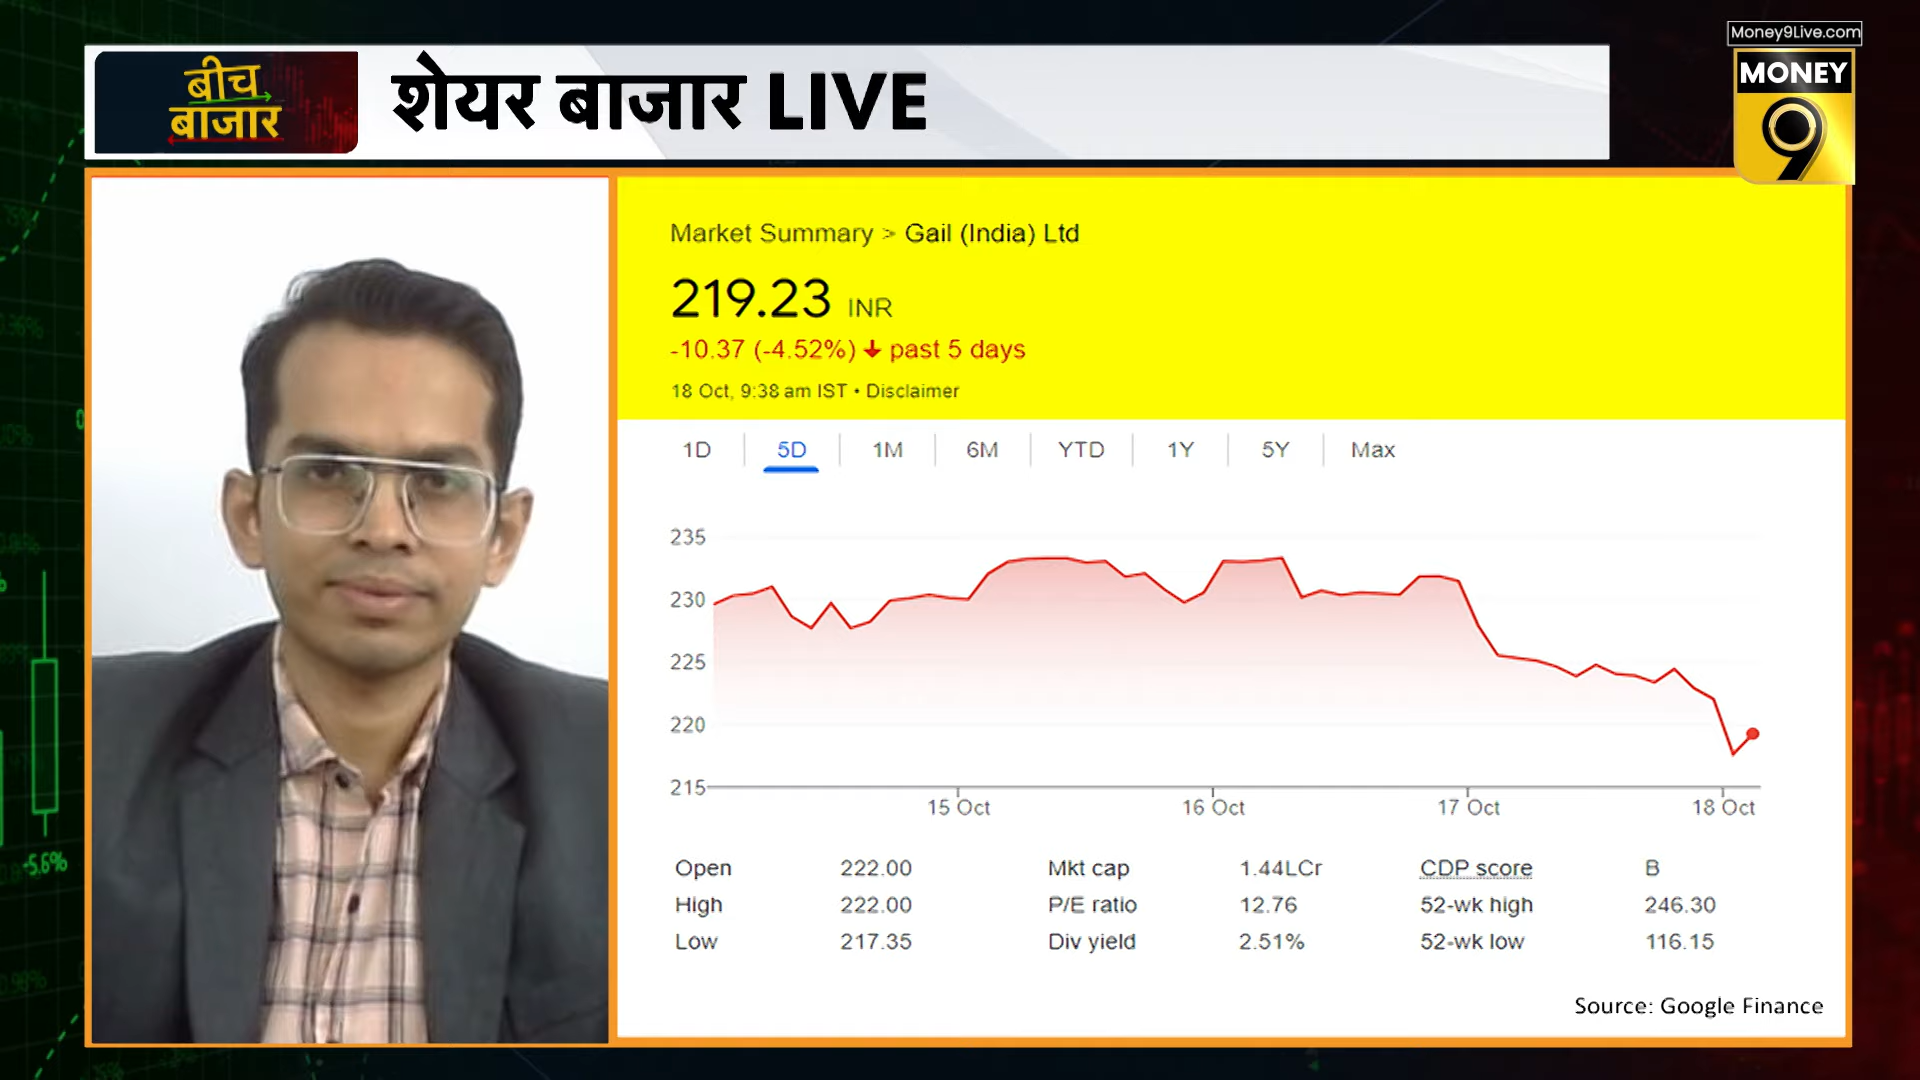 Money9Live.com
MONEY
9
बीच
बाजार
शेयर बाजार LIVE
Market Summary > Gail (India) Ltd
219.23 INR
-10.37 (-4.52%) ↓ past 5 days
18 Oct, 9:38 am IST • Disclaimer
1D 5D 1M 6M YTD 1Y 5Y Max
235
230
225
220
215
15 Oct 16 Oct 17 Oct 18 Oct
Open 222.00 Mkt cap 1.44LCr CDP score B
High 222.00 P/E ratio 12.76 52-wk high 246.30
Low 217.35 Div yield 2.51% 52-wk low 116.15
Source: Google Finance
-5.6%